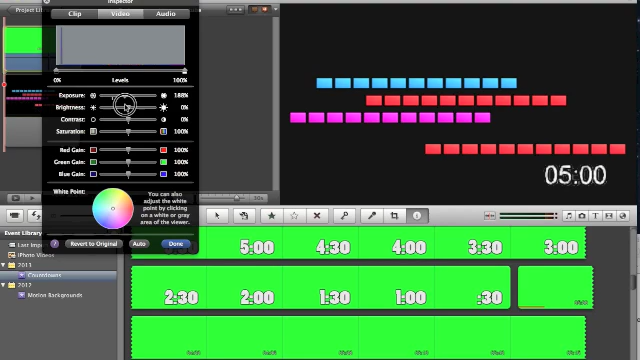 Inspector
Project Library
Clip Video Audio
0% Levels 100%
Exposure: 188%
Brightness: 0%
Contrast: 0%
Saturation: 100%
Red Gain: 100%
Green Gain: 100%
Blue Gain: 100%
White Point:
You can also
adjust the white
point by clicking
on a white or gray
area of the viewer.
Revert to Original Auto Done
05:00
30s
Event Library
Last Imp
iPhoto Videos
2013
Countdowns
2012
Motion Backgrounds
5:00 4:30 4:00 3:30 3:00
2:30 2:00 1:30 1:00 :30